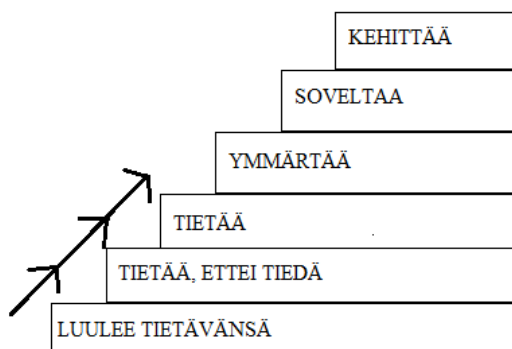 KEHITTÄÄ
SOVELTAA
YMMÄRTÄÄ
TIETÄÄ
TIETÄÄ, ETTEI TIEDÄ
LUULEE TIETÄVÄNSÄ